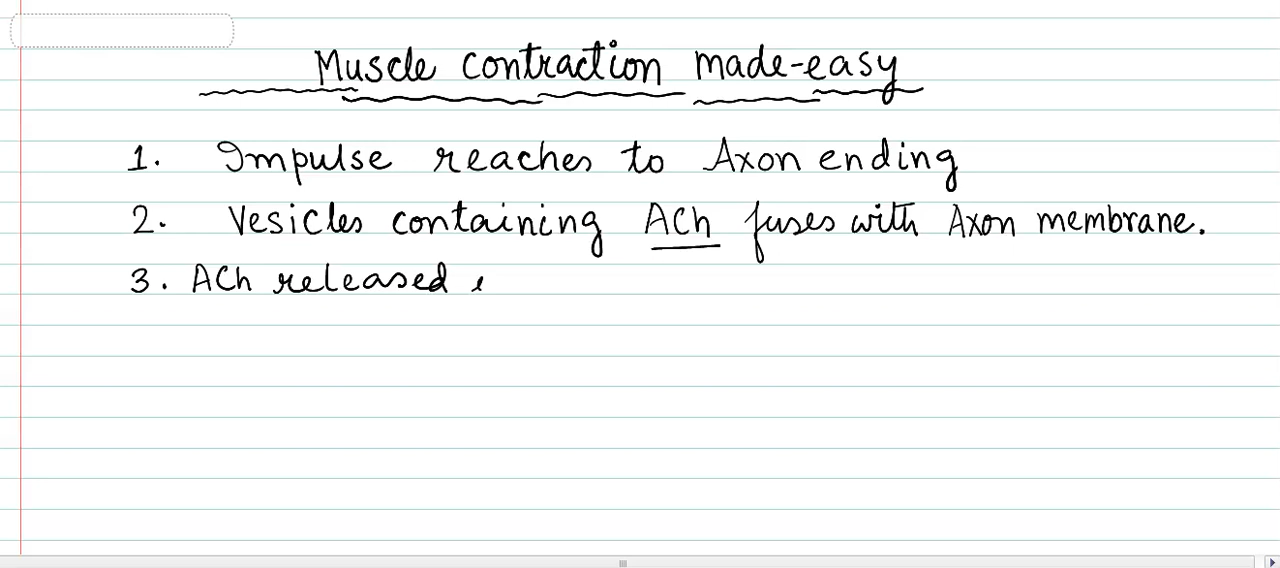 Muscle contraction made-easy
1. Impulse reaches to Axon ending
2. Vesicles containing ACh fuses with Axon membrane.
3. ACh released